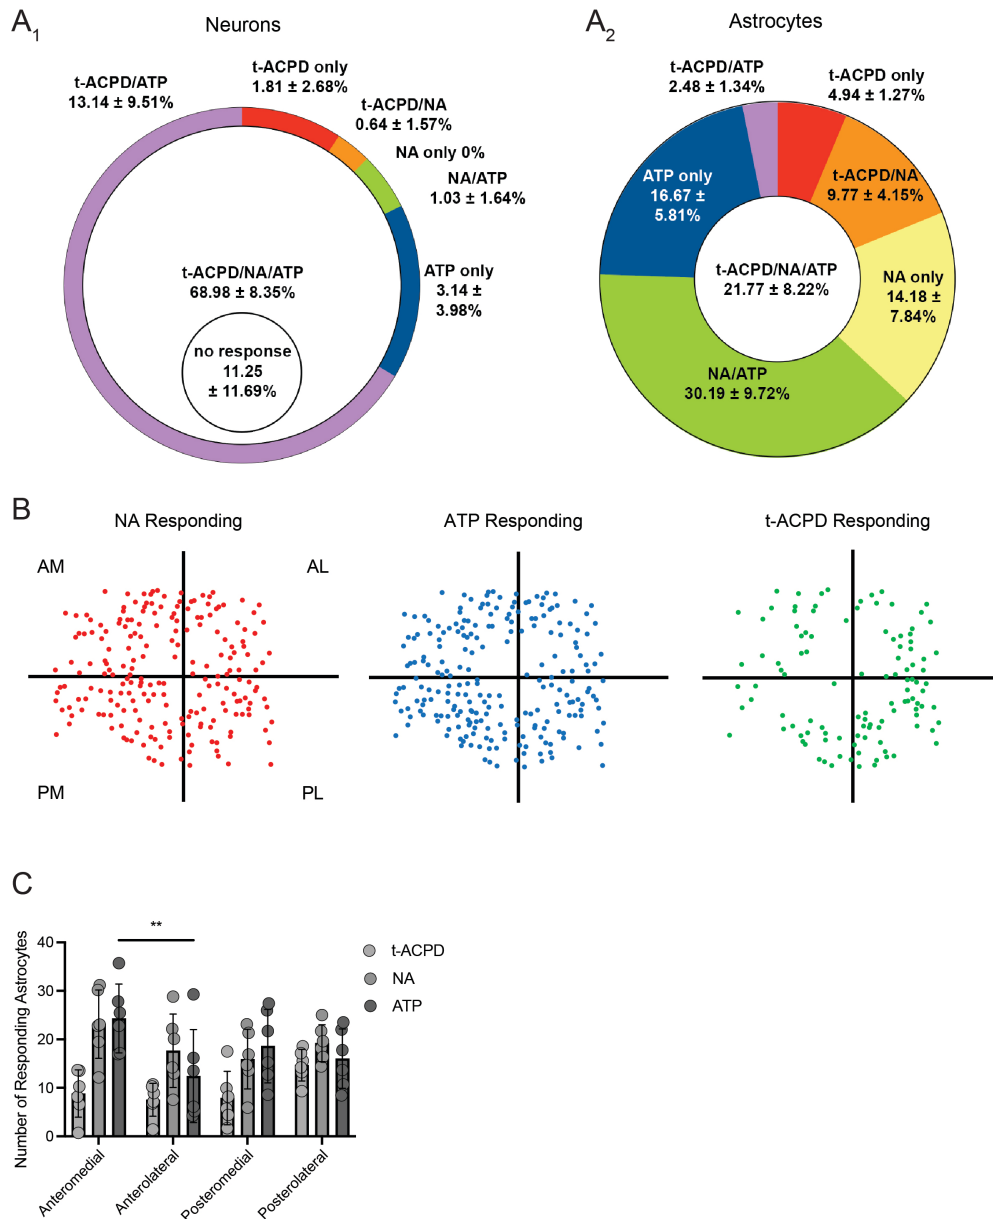 A1
Neurons
t-ACPD/ATP
13.14 ± 9.51%
t-ACPD only
1.81 ± 2.68%
t-ACPD/NA
0.64 ± 1.57%
NA only 0%
NA/ATP
1.03 ± 1.64%
ATP only
3.14 ±
3.98%
t-ACPD/NA/ATP
68.98 ± 8.35%
no response
11.25
± 11.69%
A2
Astrocytes
t-ACPD/ATP
2.48 ± 1.34%
t-ACPD only
4.94 ± 1.27%
t-ACPD/NA
9.77 ± 4.15%
ATP only
16.67 ±
5.81%
t-ACPD/NA/ATP
21.77 ± 8.22%
NA only
14.18 ±
7.84%
NA/ATP
30.19 ± 9.72%
B
NA Responding
ATP Responding
t-ACPD Responding
AM
AL
PM
PL
C
Number of Responding Astrocytes
40
30
20
10
0
**
t-ACPD
NA
ATP
Anteromedial
Anterolateral
Posteromedial
Posterolateral